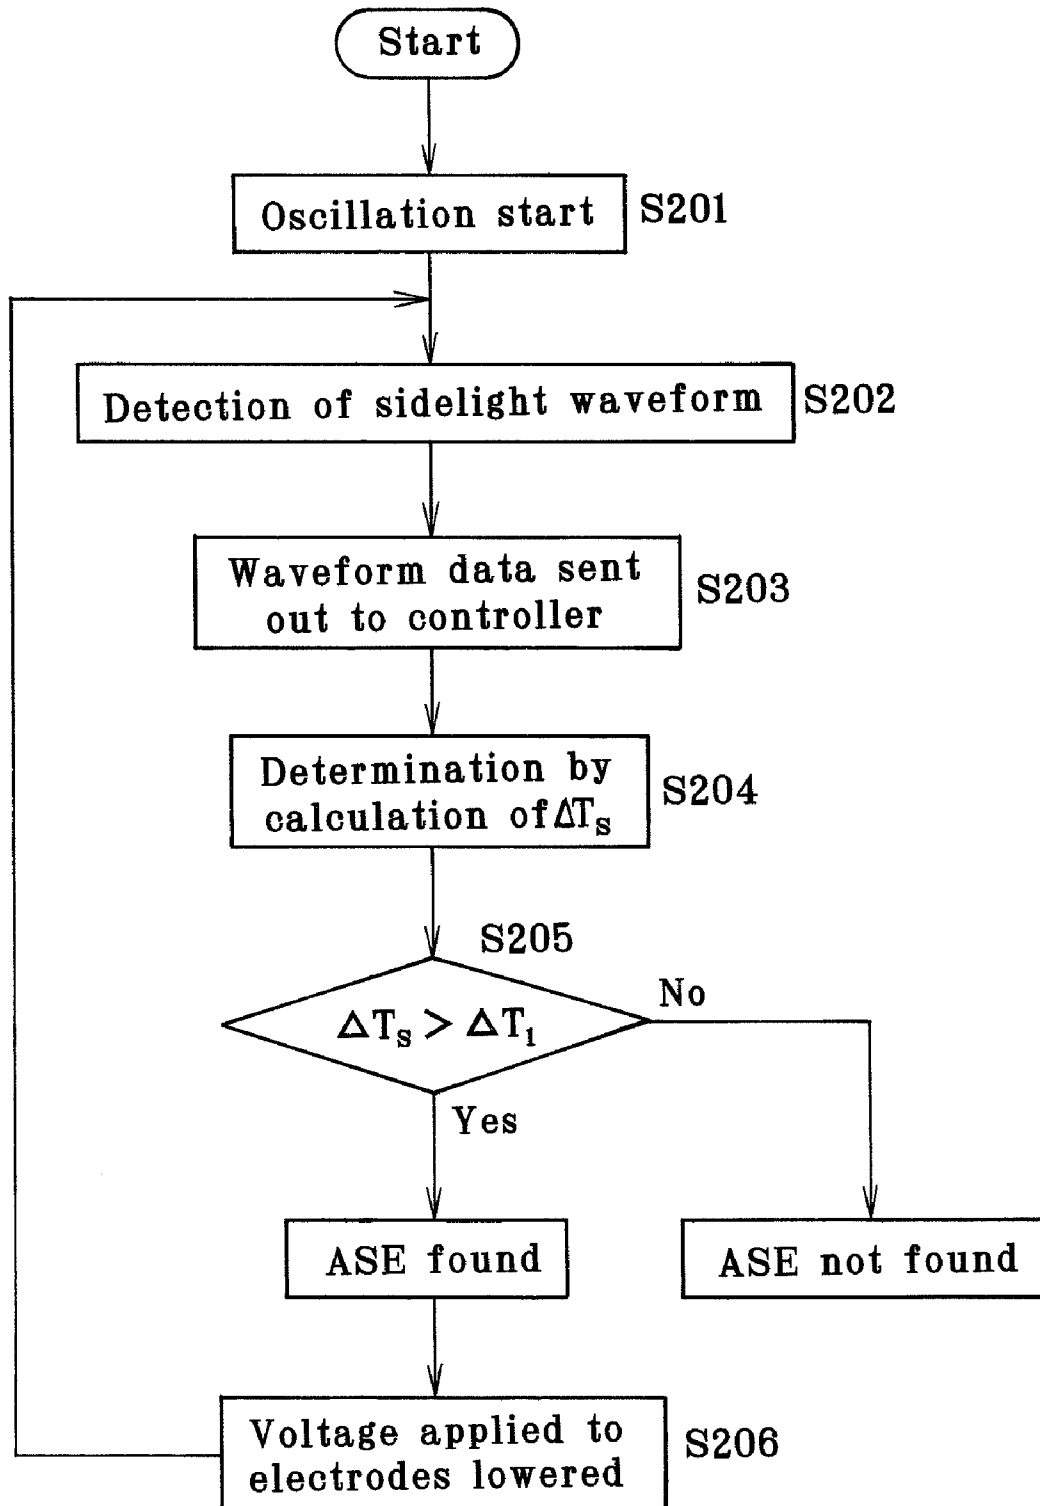 Start
Oscillation start
S201
Detection of sidelight waveform
S202
Waveform data sent
out to controller
S203
Determination by
calculation of ΔTs
S204
S205
ΔTs > ΔT1
No
Yes
ASE found
ASE not found
Voltage applied to
electrodes lowered
S206